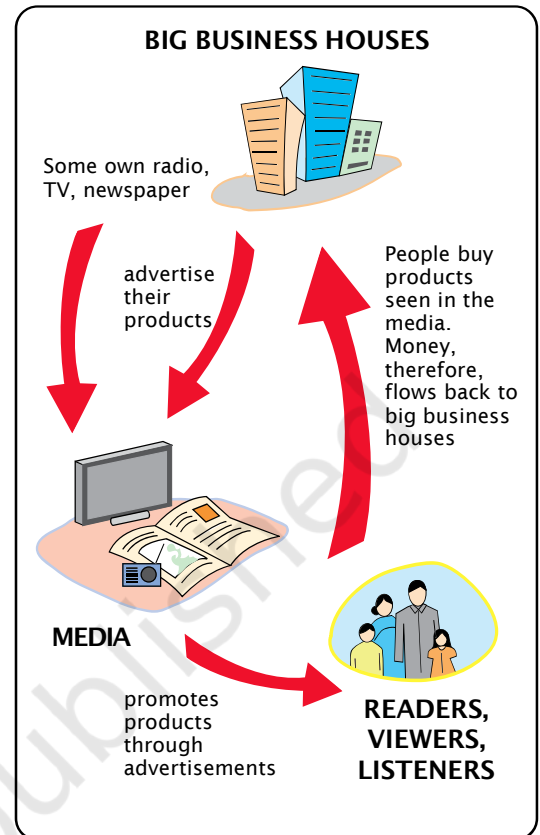 BIG BUSINESS HOUSES
Some own radio,
TV, newspaper
advertise
their
products
People buy
products
seen in the
media.
Money,
therefore,
flows back to
big business
houses
MEDIA
promotes
products
through
advertisements
READERS,
VIEWERS,
LISTENERS
ublished